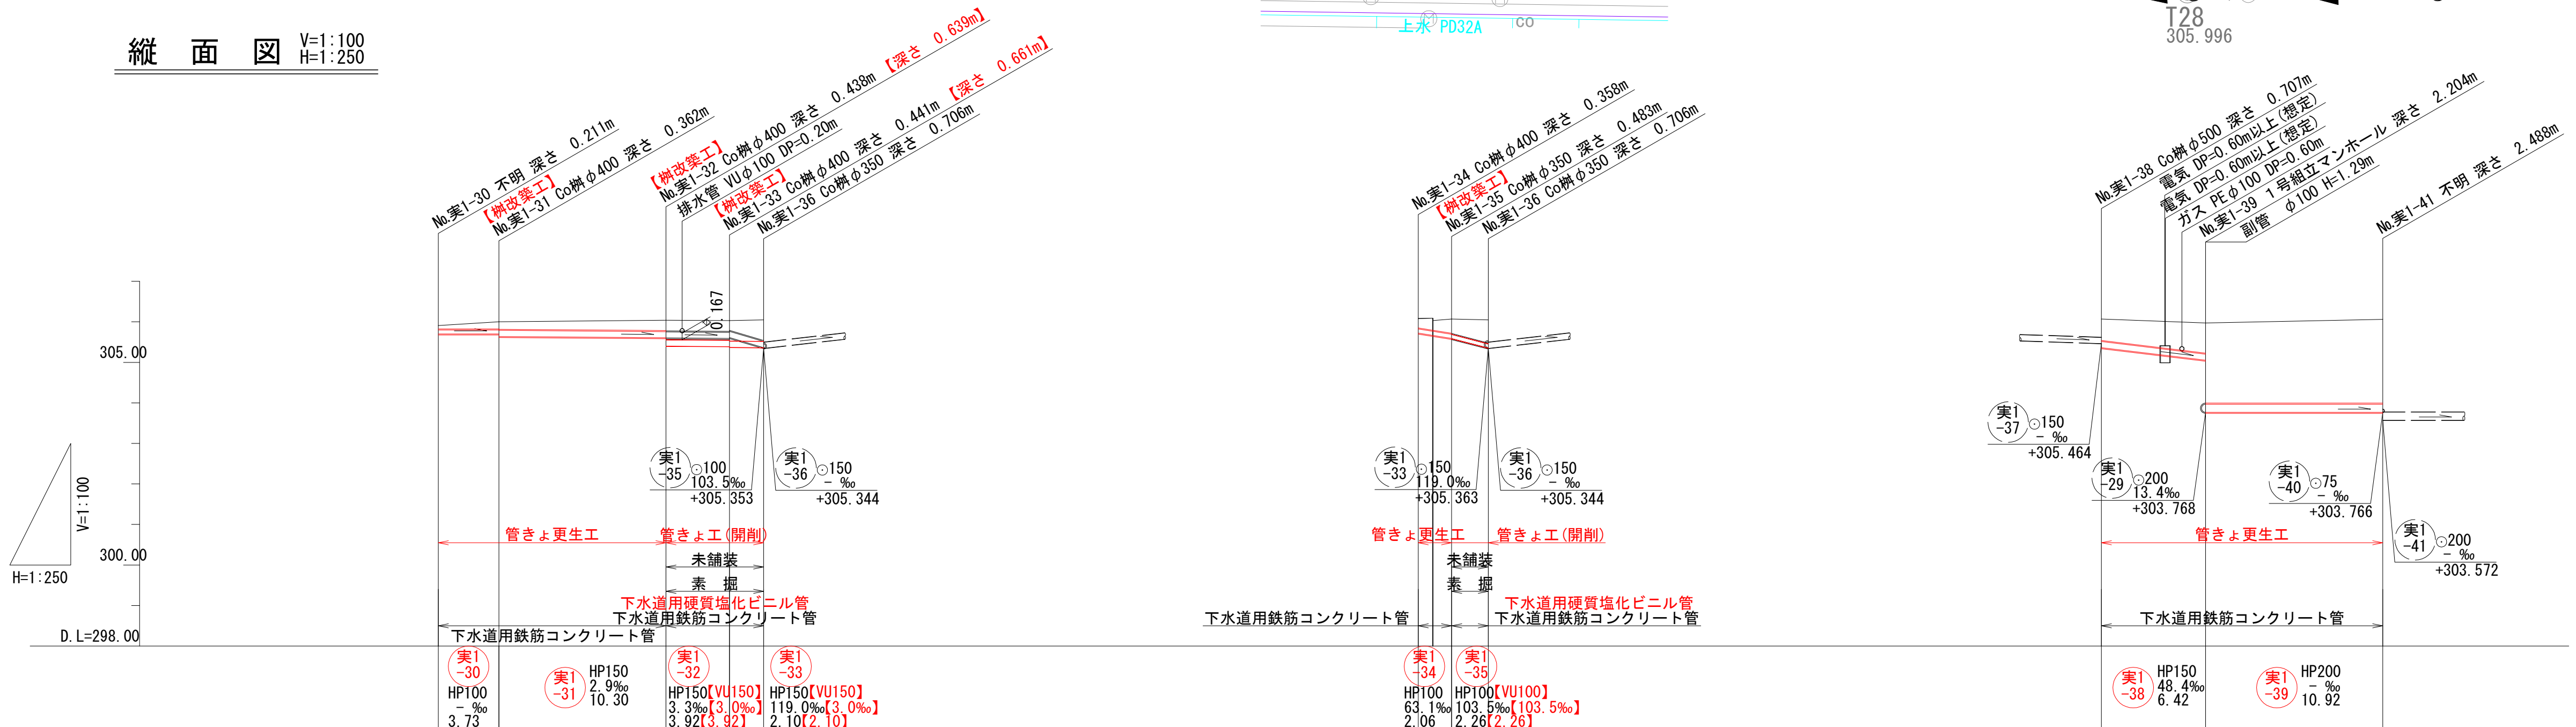 縦 面 図 V=1:100
H=1:250
上水 PD32A
CO
T28
305.996
No.実1-30 不明 深さ 0.211m
【桝改築工】
No.実1-31 Co桝φ400 深さ 0.362m
【桝改築工】
No.実1-32 Co桝φ400 深さ 0.438m 【深さ 0.639m】
排水管 VUφ100 DP=0.20m
【桝改築工】
No.実1-33 Co桝φ400 深さ 0.441m 【深さ 0.661m】
No.実1-36 Co桝φ350 深さ 0.706m
No.実1-34 Co桝φ400 深さ 0.358m
【桝改築工】
No.実1-35 Co桝φ350 深さ 0.483m
No.実1-36 Co桝φ350 深さ 0.706m
No.実1-38 Co桝φ500 深さ 0.707m
電気 DP=0.60m以上(想定)
電気 DP=0.60m以上(想定)
ガス PEφ100 DP=0.60m
No.実1-39 1号組立マンホール 深さ 2.204m
副管 φ100 H=1.29m
No.実1-41 不明 深さ 2.488m
0.167
305.00
300.00
D.L=298.00
V=1:100
H=1:250
実1
-35
100
103.5‰
+305.353
実1
-36
150
- ‰
+305.344
実1
-33
150
119.0‰
+305.363
実1
-36
150
- ‰
+305.344
実1
-37
150
- ‰
+305.464
実1
-29
200
13.4‰
+303.768
実1
-40
75
- ‰
+303.766
実1
-41
200
- ‰
+303.572
管きょ更生工
管きょ工(開削)
未舗装
素 掘
下水道用硬質塩化ビニル管
下水道用鉄筋コンクリート管
下水道用鉄筋コンクリート管
管きょ更生工
管きょ工(開削)
未舗装
素 掘
下水道用硬質塩化ビニル管
下水道用鉄筋コンクリート管
下水道用鉄筋コンクリート管
管きょ更生工
下水道用鉄筋コンクリート管
実1
-30
HP100
- ‰
3.73
実1
-31
HP150
2.9‰
10.30
実1
-32
HP150【VU150】
3.3‰【3.0‰】
3.92【3.92】
実1
-33
HP150【VU150】
119.0‰【3.0‰】
2.10【2.10】
実1
-34
HP100
63.1‰
2.06
実1
-35
HP100【VU100】
103.5‰【103.5‰】
2.26【2.26】
実1
-38
HP150
48.4‰
6.42
実1
-39
HP200
- ‰
10.92